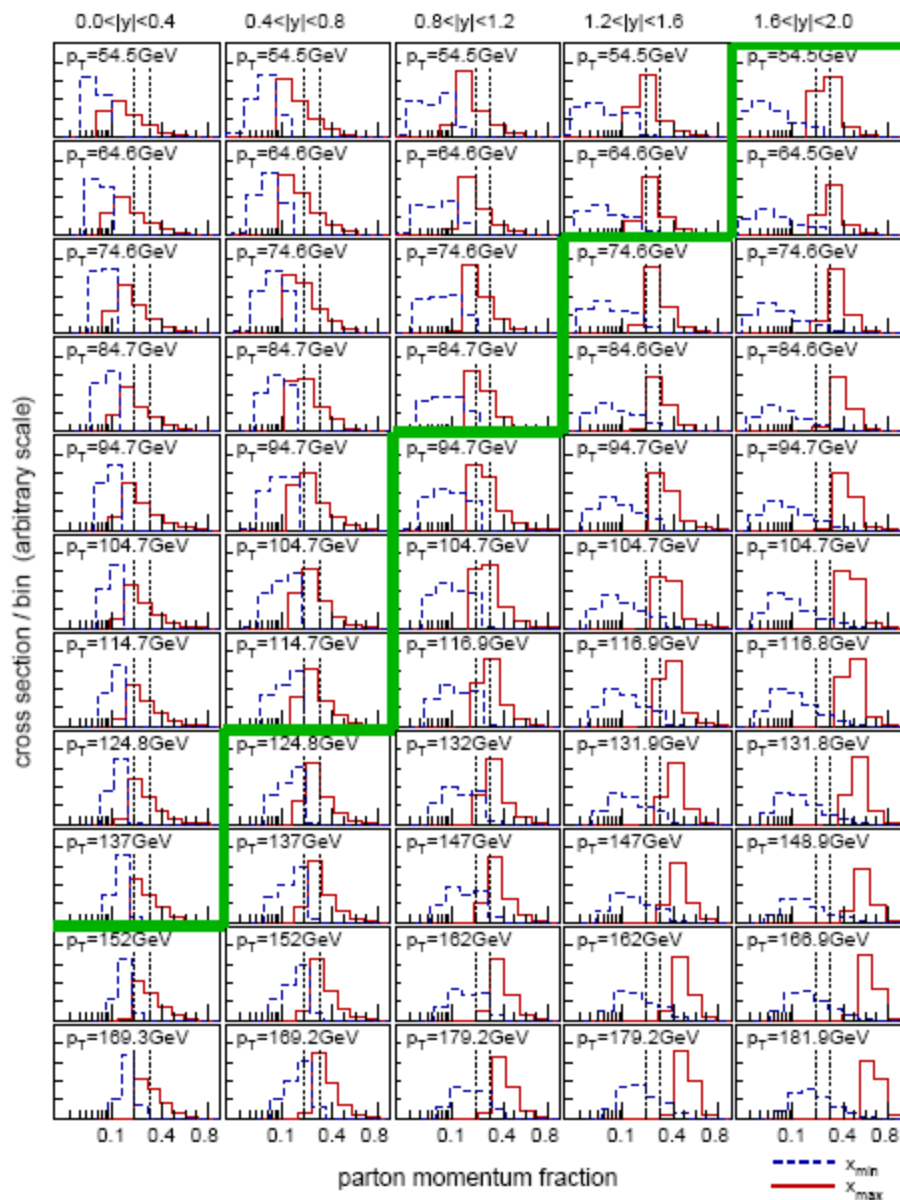 0.0<|y|<0.4 0.4<|y|<0.8 0.8<|y|<1.2 1.2<|y|<1.6 1.6<|y|<2.0
pT=54.5GeV pT=54.5GeV pT=54.5GeV pT=54.5GeV pT=54.5GeV
pT=64.6GeV pT=64.6GeV pT=64.6GeV pT=64.6GeV pT=64.5GeV
pT=74.6GeV pT=74.6GeV pT=74.6GeV pT=74.6GeV pT=74.6GeV
pT=84.7GeV pT=84.7GeV pT=84.7GeV pT=84.6GeV pT=84.6GeV
pT=94.7GeV pT=94.7GeV pT=94.7GeV pT=94.7GeV pT=94.7GeV
pT=104.7GeV pT=104.7GeV pT=104.7GeV pT=104.7GeV pT=104.7GeV
pT=114.7GeV pT=114.7GeV pT=116.9GeV pT=116.9GeV pT=116.8GeV
pT=124.8GeV pT=124.8GeV pT=132GeV pT=131.9GeV pT=131.8GeV
pT=137GeV pT=137GeV pT=147GeV pT=147GeV pT=148.9GeV
pT=152GeV pT=152GeV pT=162GeV pT=162GeV pT=166.9GeV
pT=169.3GeV pT=169.2GeV pT=179.2GeV pT=179.2GeV pT=181.9GeV
0.1 0.4 0.8 0.1 0.4 0.8 0.1 0.4 0.8 0.1 0.4 0.8 0.1 0.4 0.8
cross section / bin (arbitrary scale)
parton momentum fraction
xmin
xmax